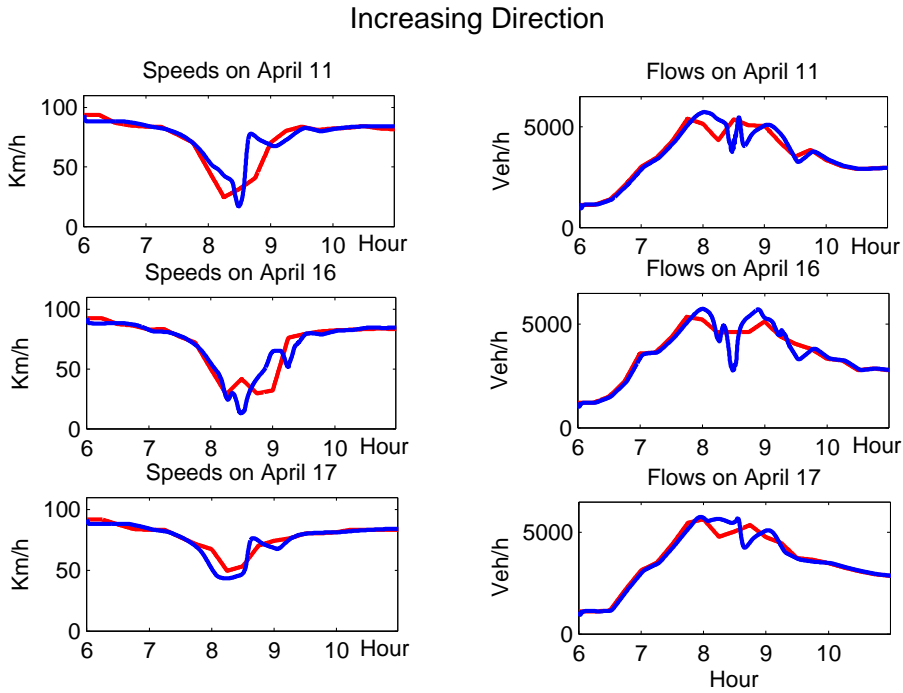 Increasing Direction
Speeds on April 11
Km/h
100
50
0
6 7 8 9 10 Hour
Flows on April 11
Veh/h
5000
0
6 7 8 9 10 Hour
Speeds on April 16
Km/h
100
50
0
6 7 8 9 10 Hour
Flows on April 16
Veh/h
5000
0
6 7 8 9 10 Hour
Speeds on April 17
Km/h
100
50
0
6 7 8 9 10 Hour
Flows on April 17
Veh/h
5000
0
6 7 8 9 10
Hour